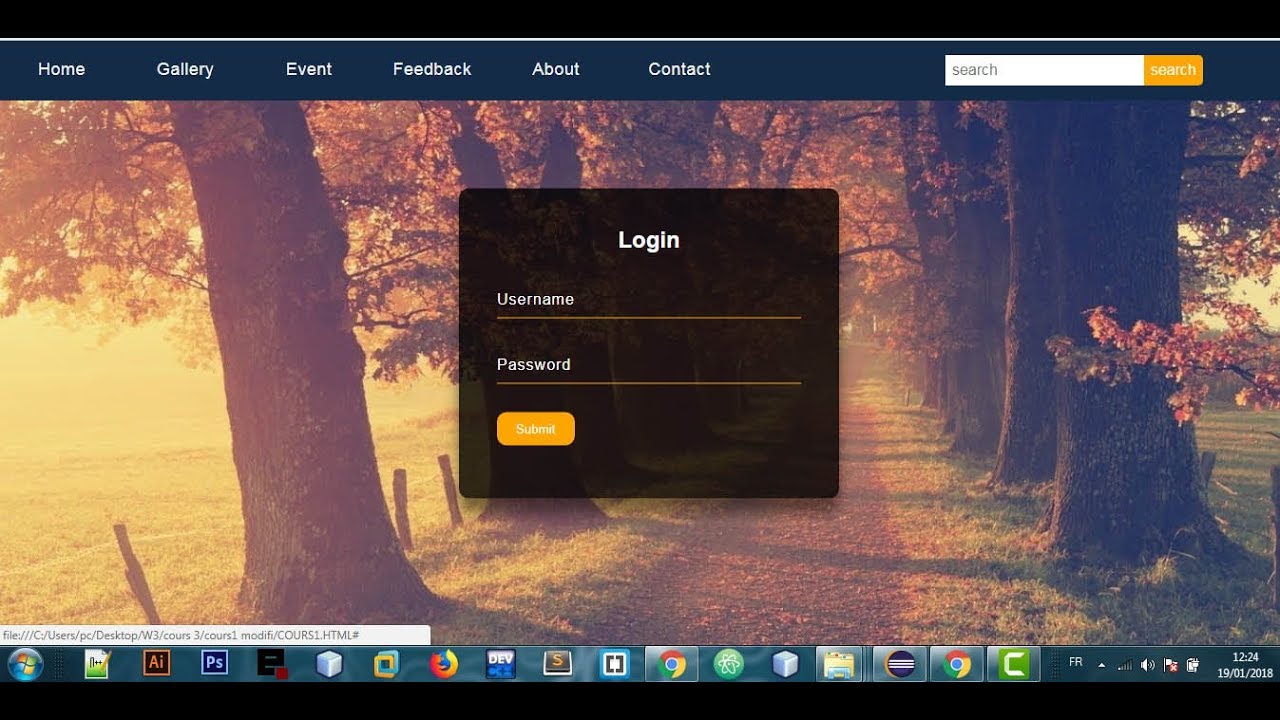 Home Gallery Event Feedback About Contact search search
Login
Username
Password
Submit
file:///C:/Users/pc/Desktop/W3/cours 3/cours1 modifi/COURS1.HTML#
Ai Ps DEV C++ S FR 12:24
19/01/2018